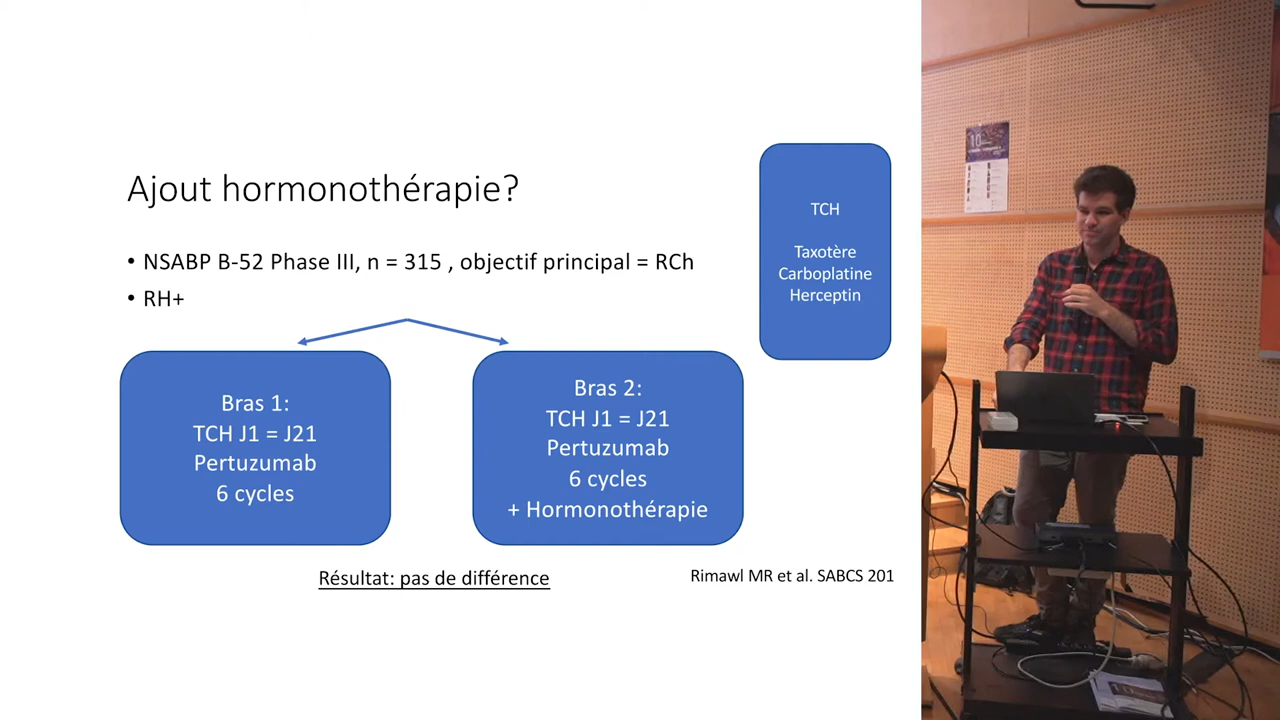 Ajout hormonothérapie?
• NSABP B-52 Phase III, n = 315 , objectif principal = RCh
• RH+
TCH
Taxotère
Carboplatine
Herceptin
Bras 1:
TCH J1 = J21
Pertuzumab
6 cycles
Bras 2:
TCH J1 = J21
Pertuzumab
6 cycles
+ Hormonothérapie
Résultat: pas de différence
Rimawl MR et al. SABCS 201
10